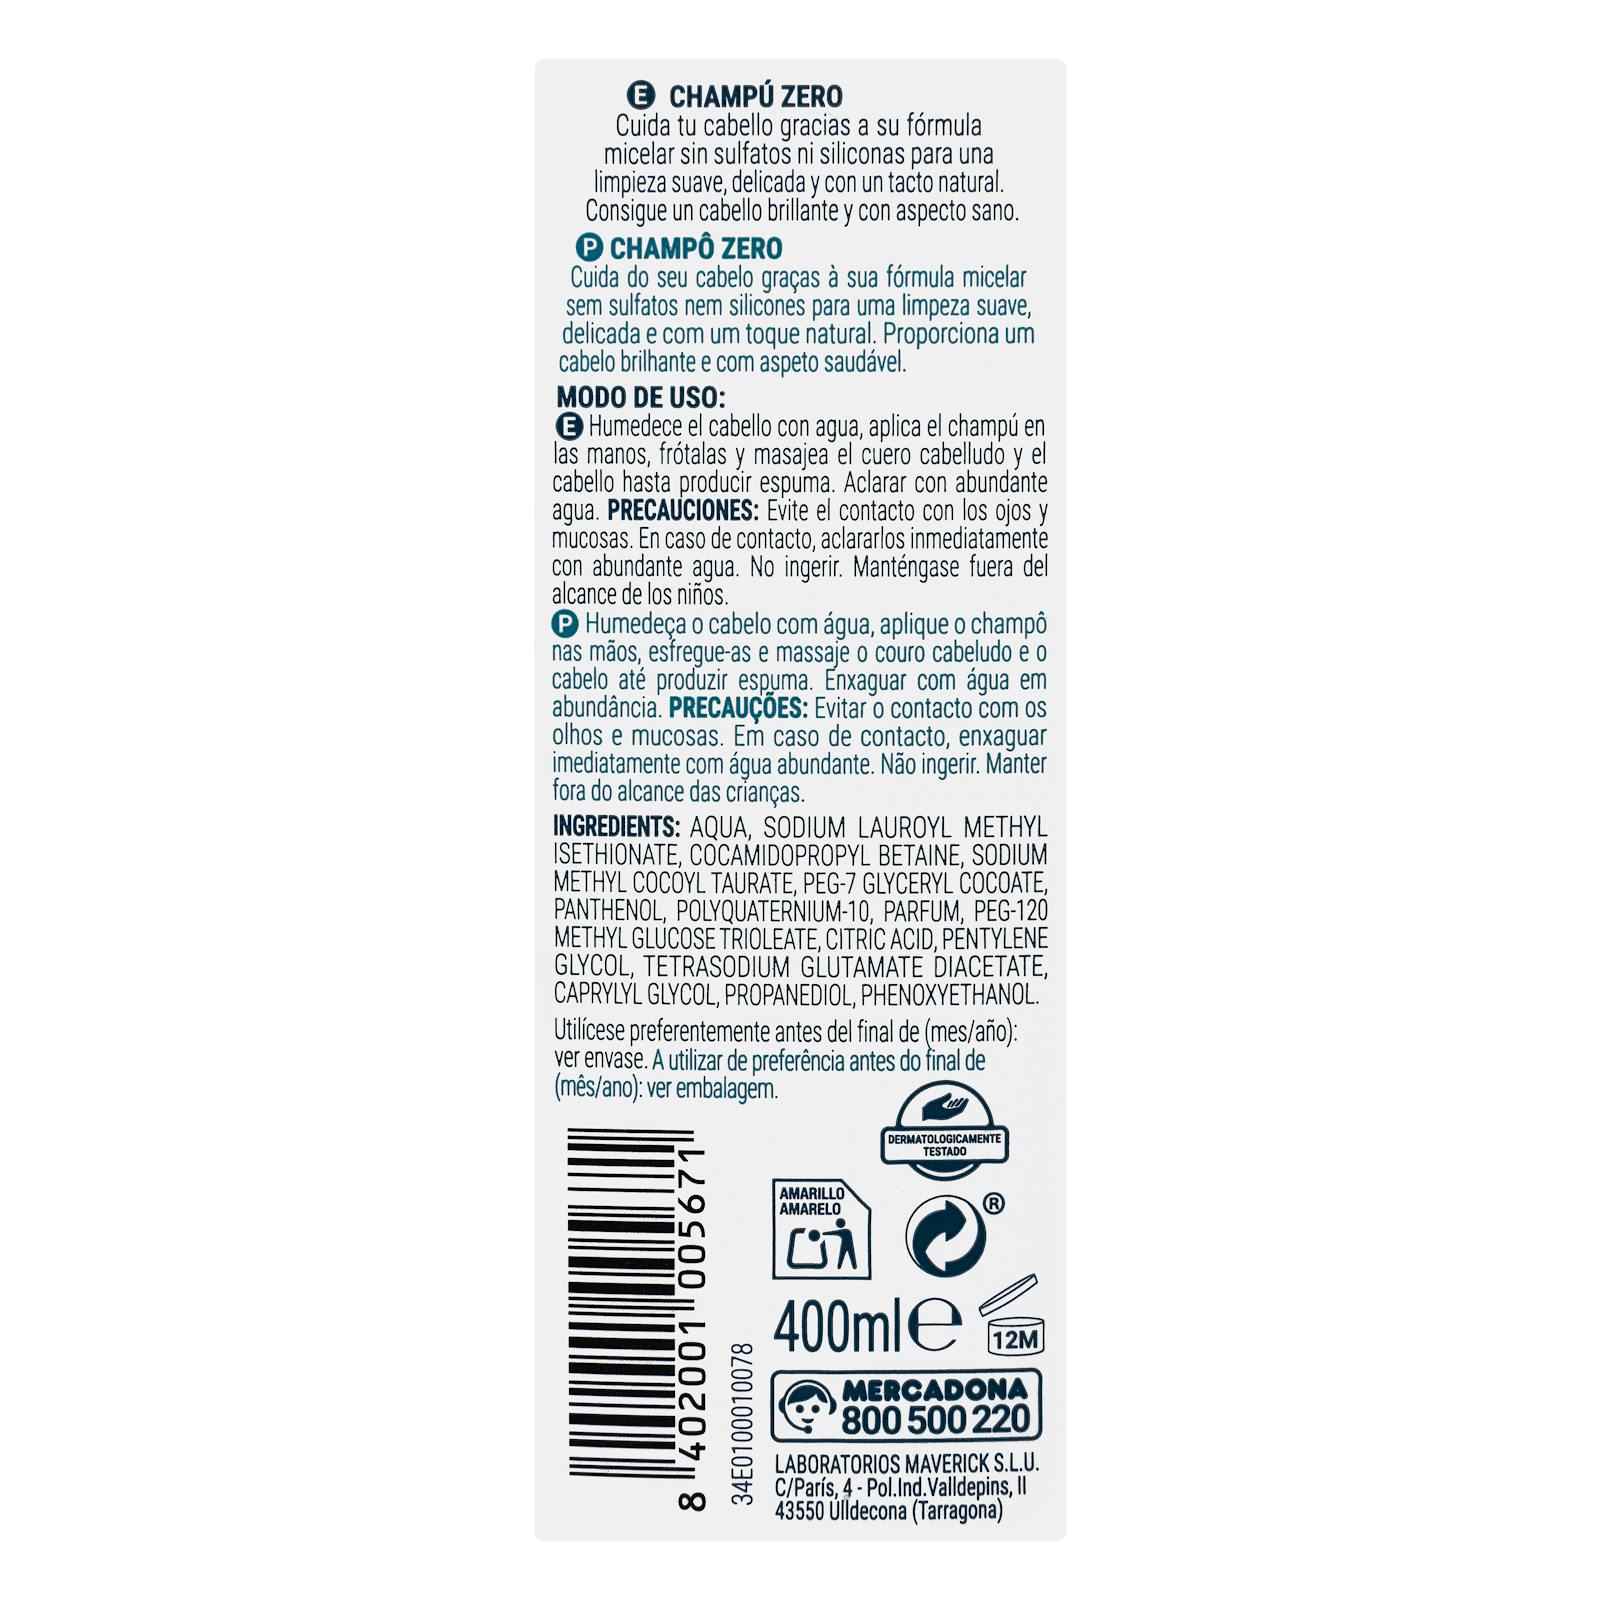 E CHAMPÚ ZERO
Cuida tu cabello gracias a su fórmula
micelar sin sulfatos ni siliconas para una
limpieza suave, delicada y con un tacto natural.
Consigue un cabello brillante y con aspecto sano.
P CHAMPÔ ZERO
Cuida do seu cabelo graças à sua fórmula micelar
sem sulfatos nem silicones para uma limpeza suave,
delicada e com um toque natural. Proporciona um
cabelo brilhante e com aspeto saudável.
MODO DE USO:
E Humedece el cabello con agua, aplica el champú en
las manos, frótalas y masajea el cuero cabelludo y el
cabello hasta producir espuma. Aclarar con abundante
agua. PRECAUCIONES: Evite el contacto con los ojos y
mucosas. En caso de contacto, aclararlos inmediatamente
con abundante agua. No ingerir. Manténgase fuera del
alcance de los niños.
P Humedeça o cabelo com água, aplique o champô
nas mãos, esfregue-as e massaje o couro cabeludo e o
cabelo até produzir espuma. Enxaguar com água em
abundância. PRECAUÇÕES: Evitar o contacto com os
olhos e mucosas. Em caso de contacto, enxaguar
imediatamente com água abundante. Não ingerir. Manter
fora do alcance das crianças.
INGREDIENTS: AQUA, SODIUM LAUROYL METHYL
ISETHIONATE, COCAMIDOPROPYL BETAINE, SODIUM
METHYL COCOYL TAURATE, PEG-7 GLYCERYL COCOATE,
PANTHENOL, POLYQUATERNIUM-10, PARFUM, PEG-120
METHYL GLUCOSE TRIOLEATE, CITRIC ACID, PENTYLENE
GLYCOL, TETRASODIUM GLUTAMATE DIACETATE,
CAPRYLYL GLYCOL, PROPANEDIOL, PHENOXYETHANOL.
Utilícese preferentemente antes del final de (mes/año):
ver envase. A utilizar de preferência antes do final de
(mês/ano): ver embalagem.
DERMATOLOGICAMENTE
TESTADO
AMARILLO
AMARELO
®
400ml e
12M
MERCADONA
800 500 220
LABORATORIOS MAVERICK S.L.U.
C/París, 4 - Pol.Ind.Valldepins, II
43550 Ulldecona (Tarragona)
8 402001 005671
34E0100010078